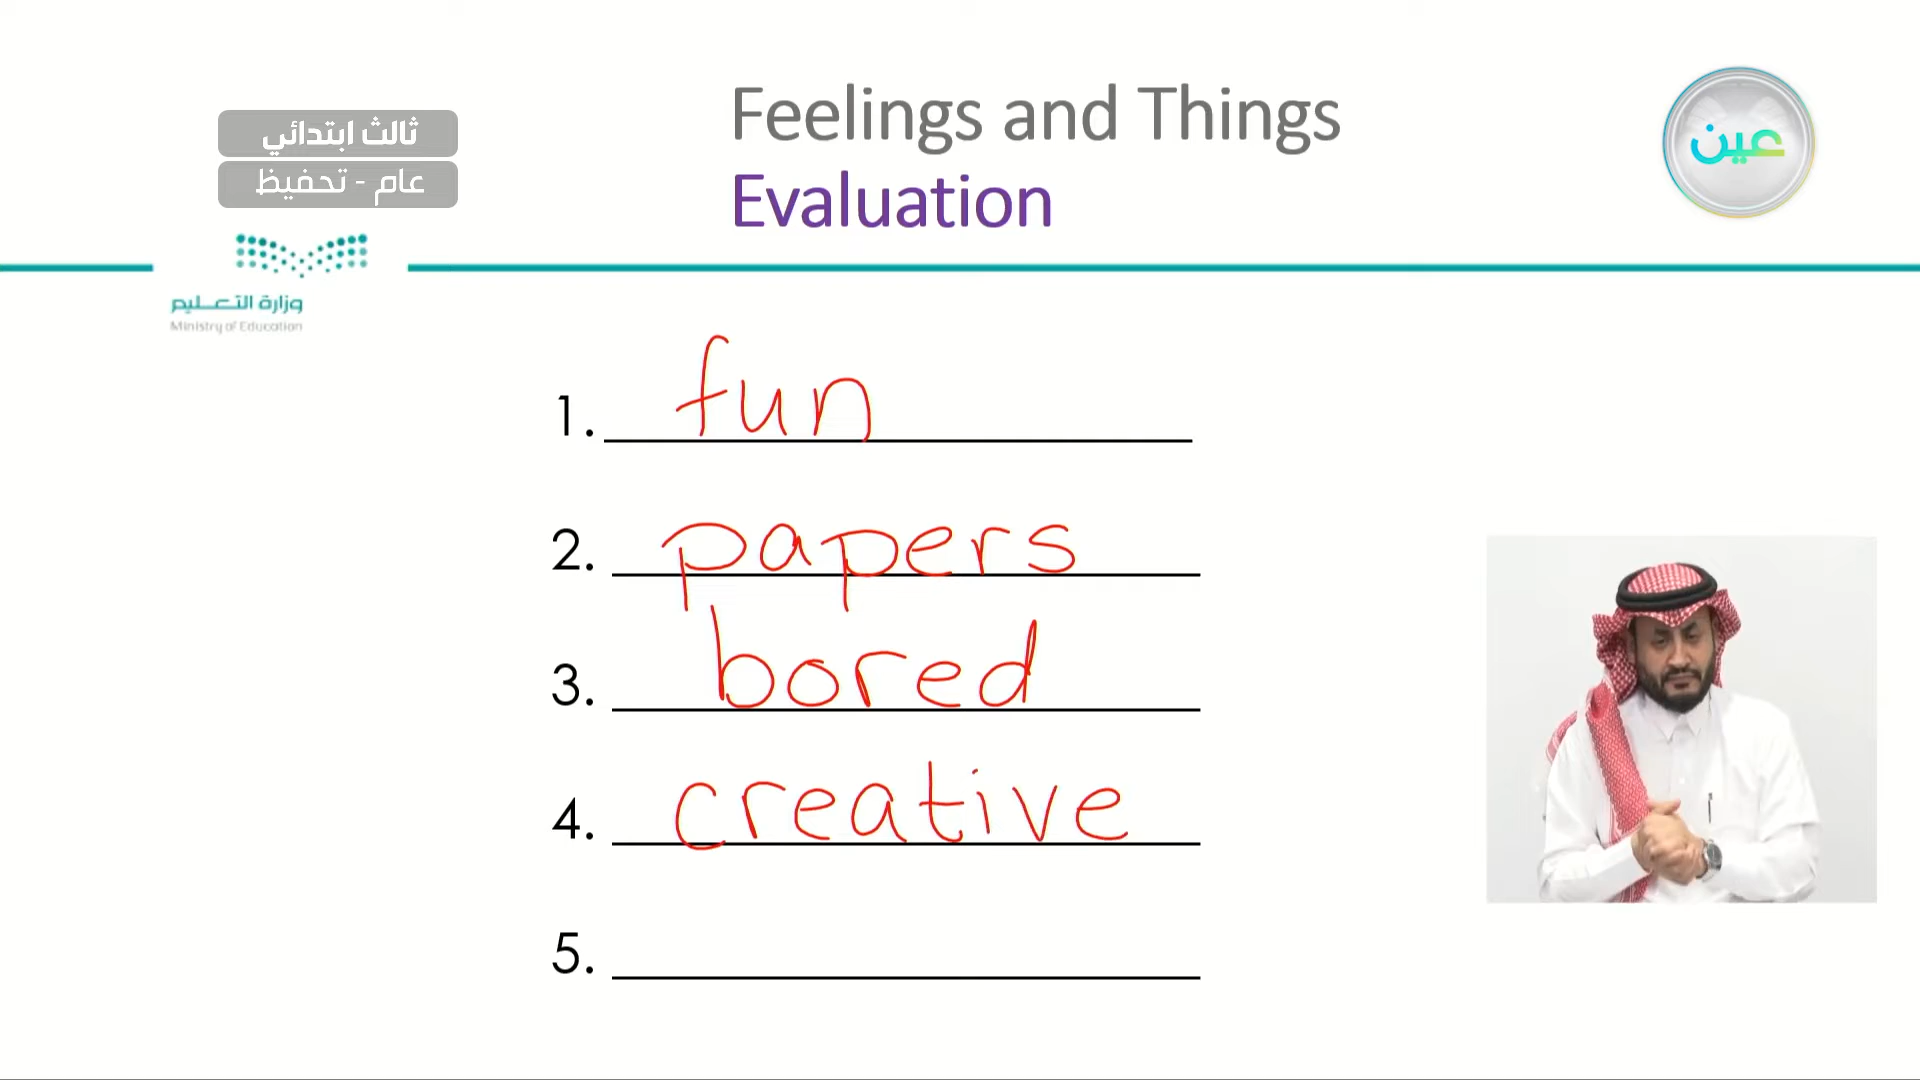 Feelings and Things
Evaluation
ثالث ابتدائي
عام - تحفيظ
عين
وزارة التعليم
Ministry of Education
1. fun
2. papers
3. bored
4. creative
5.